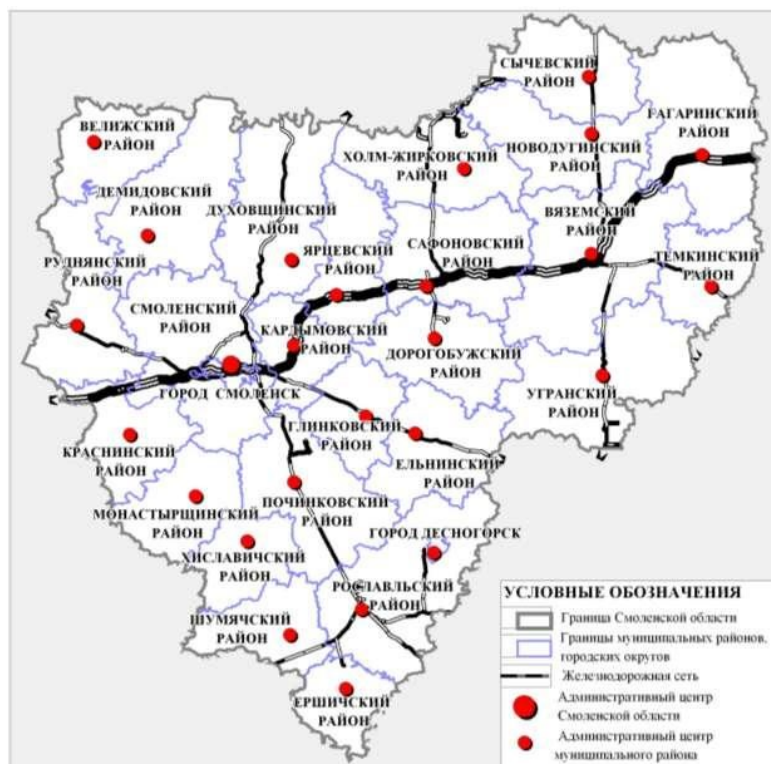 СЫЧЕВСКИЙ
РАЙОН
ВЕЛИЖСКИЙ
РАЙОН
ГАГАРИНСКИЙ
РАЙОН
НОВОДУГИНСКИЙ
РАЙОН
ХОЛМ-ЖИРКОВСКИЙ
РАЙОН
ДЕМИДОВСКИЙ
РАЙОН
ДУХОВЩИНСКИЙ
РАЙОН
ВЯЗЕМСКИЙ
РАЙОН
ЯРЦЕВСКИЙ
РАЙОН
САФОНОВСКИЙ
РАЙОН
ТЕМКИНСКИЙ
РАЙОН
РУДНЯНСКИЙ
РАЙОН
СМОЛЕНСКИЙ
РАЙОН
КАРДЫМОВСКИЙ
РАЙОН
ДОРОГОБУЖСКИЙ
РАЙОН
ГОРОД СМОЛЕНСК
УГРАНСКИЙ
РАЙОН
ГЛИНКОВСКИЙ
РАЙОН
КРАСНИНСКИЙ
РАЙОН
ЕЛЬНИНСКИЙ
РАЙОН
ПОЧИНКОВСКИЙ
РАЙОН
МОНАСТЫРЩИНСКИЙ
РАЙОН
ГОРОД ДЕСНОГОРСК
ХИСЛАВИЧСКИЙ
РАЙОН
РОСЛАВЛЬСКИЙ
РАЙОН
ШУМЯЧСКИЙ
РАЙОН
ЕРШИЧСКИЙ
РАЙОН
УСЛОВНЫЕ ОБОЗНАЧЕНИЯ
Граница Смоленской области
Границы муниципальных районов,
городских округов
Железнодорожная сеть
Административный центр
Смоленской области
Административный центр
муниципального района